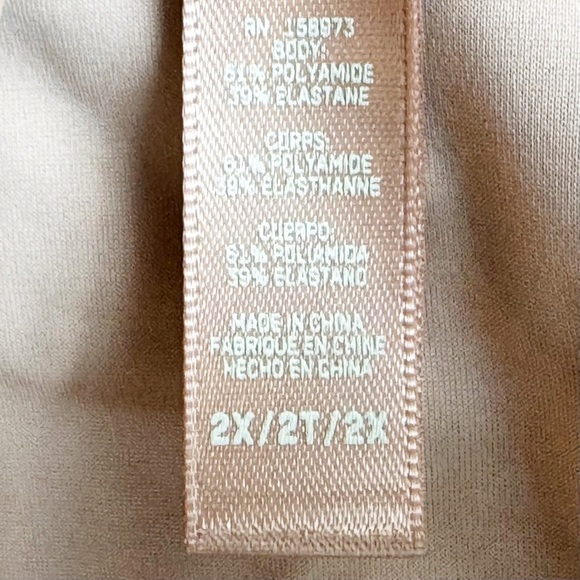 RN. 158973
BODY:
61% POLYAMIDE
39% ELASTANE
CORPS:
61% POLYAMIDE
39% ELASTHANNE
CUERPO:
61% POLIAMIDA
39% ELASTANO
MADE IN CHINA
FABRIQUE EN CHINE
HECHO EN CHINA
2X/2T/2X